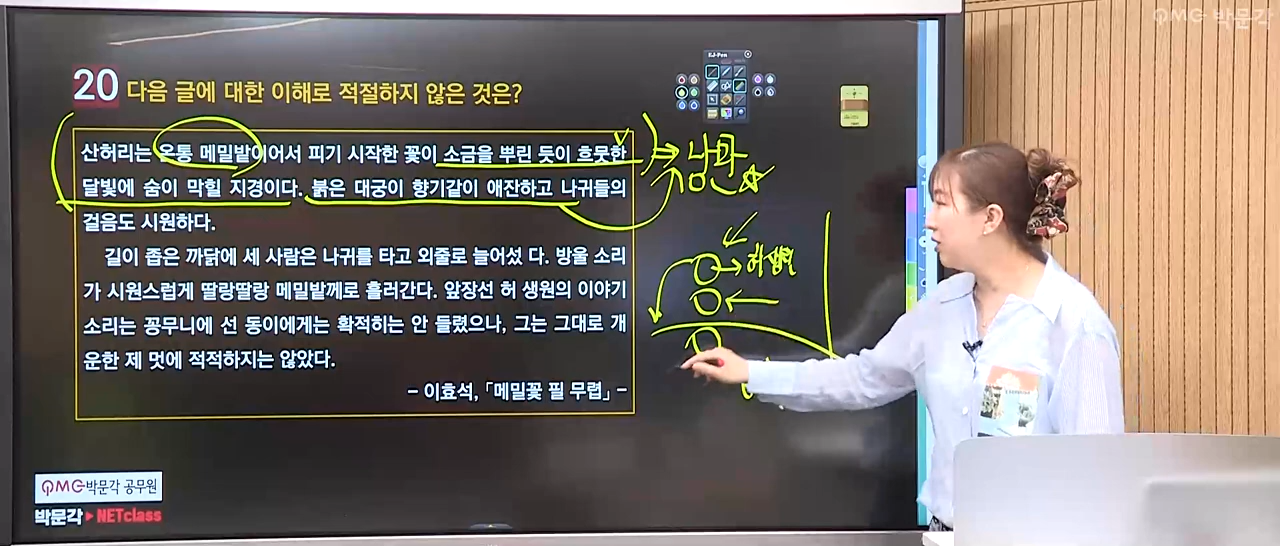 QMG 박문각
KJ-Pen
20 다음 글에 대한 이해로 적절하지 않은 것은?
산허리는 온통 메밀밭이어서 피기 시작한 꽃이 소금을 뿌린 듯이 흐뭇한
달빛에 숨이 막힐 지경이다. 붉은 대궁이 향기같이 애잔하고 나귀들의
걸음도 시원하다.
길이 좁은 까닭에 세 사람은 나귀를 타고 외줄로 늘어섰 다. 방울 소리
가 시원스럽게 딸랑딸랑 메밀밭께로 흘러간다. 앞장선 허 생원의 이야기
소리는 꽁무니에 선 동이에게는 확적히는 안 들렸으나, 그는 그대로 개
운한 제 멋에 적적하지는 않았다.
- 이효석, 「메밀꽃 필 무렵」 -
낭만
허생원
QMG 박문각 공무원
박문각 ▶ NETclass